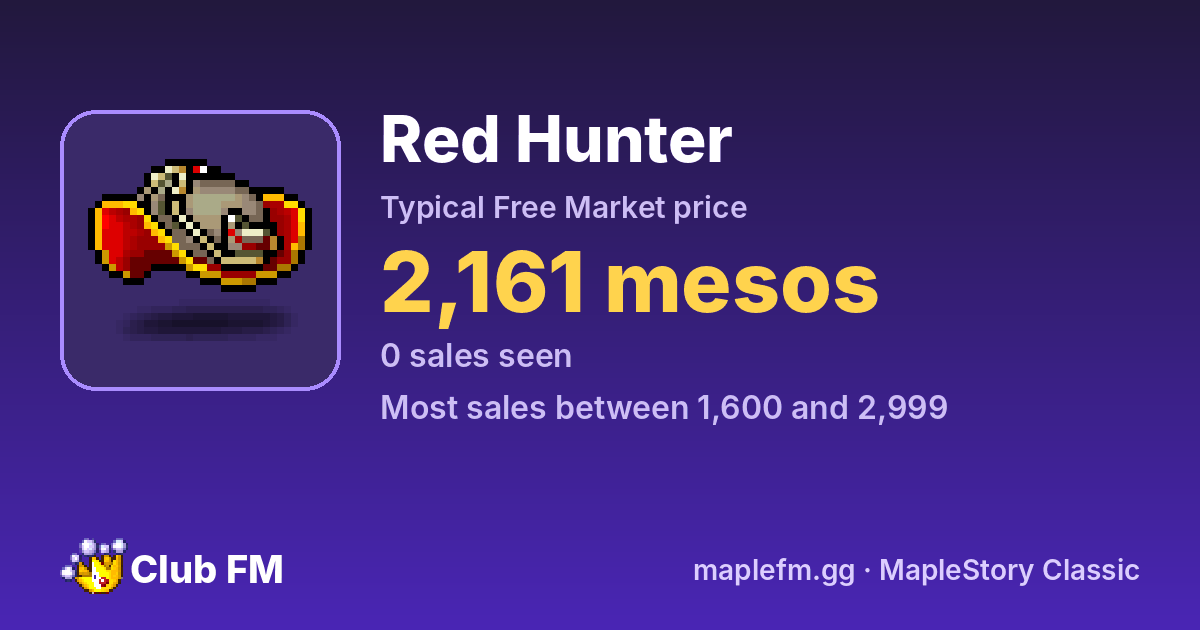 Red Hunter
Typical Free Market price
2,161 mesos
0 sales seen
Most sales between 1,600 and 2,999
Club FM
maplefm.gg · MapleStory Classic